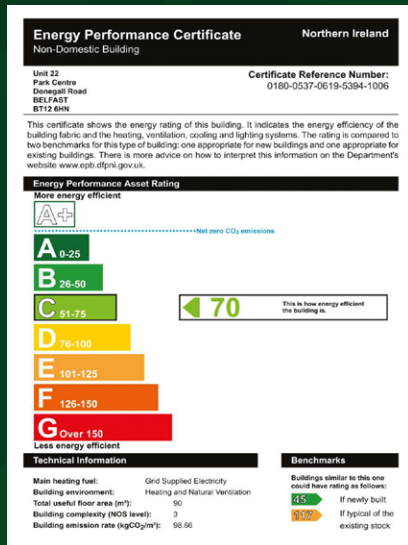 Energy Performance Certificate
Northern Ireland
Non-Domestic Building
Unit 22
Park Centre
Donegall Road
BELFAST
BT12 6HN
Certificate Reference Number:
0180-0537-0619-5394-1006
This certificate shows the energy rating of this building. It indicates the energy efficiency of the
building fabric and the heating, ventilation, cooling and lighting systems. The rating is compared to
two benchmarks for this type of building: one appropriate for new buildings and one appropriate for
existing buildings. There is more advice on how to interpret this information on the Department's
website www.epb.dfpni.gov.uk.
Energy Performance Asset Rating
More energy efficient
A+
Net zero CO₂ emissions
A 0-25
B 26-50
C 51-75
70
This is how energy efficient
the building is.
D 76-100
E 101-125
F 126-150
G Over 150
Less energy efficient
Technical Information
Main heating fuel: Grid Supplied Electricity
Building environment: Heating and Natural Ventilation
Total useful floor area (m²): 90
Building complexity (NOS level): 3
Building emission rate (kgCO₂/m²): 98.66
Benchmarks
Buildings similar to this one
could have rating as follows:
45 If newly built
117 If typical of the
existing stock